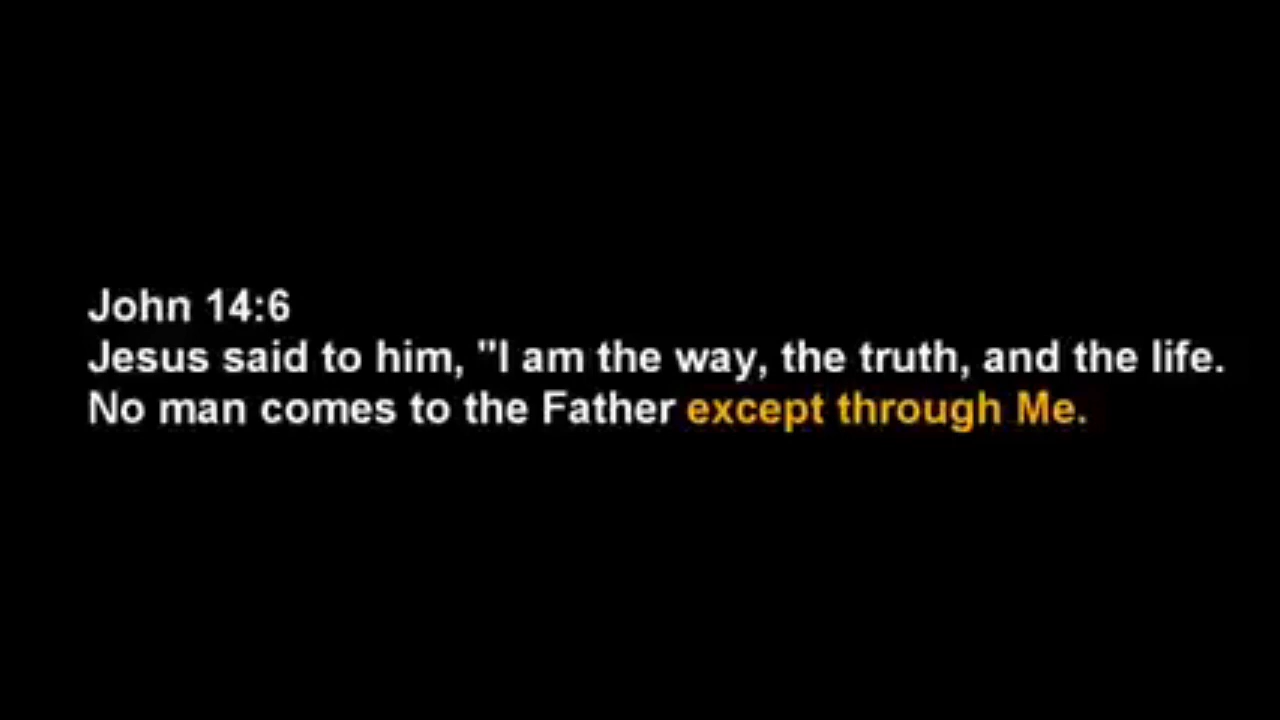 John 14:6
Jesus said to him, "I am the way, the truth, and the life.
No man comes to the Father except through Me.